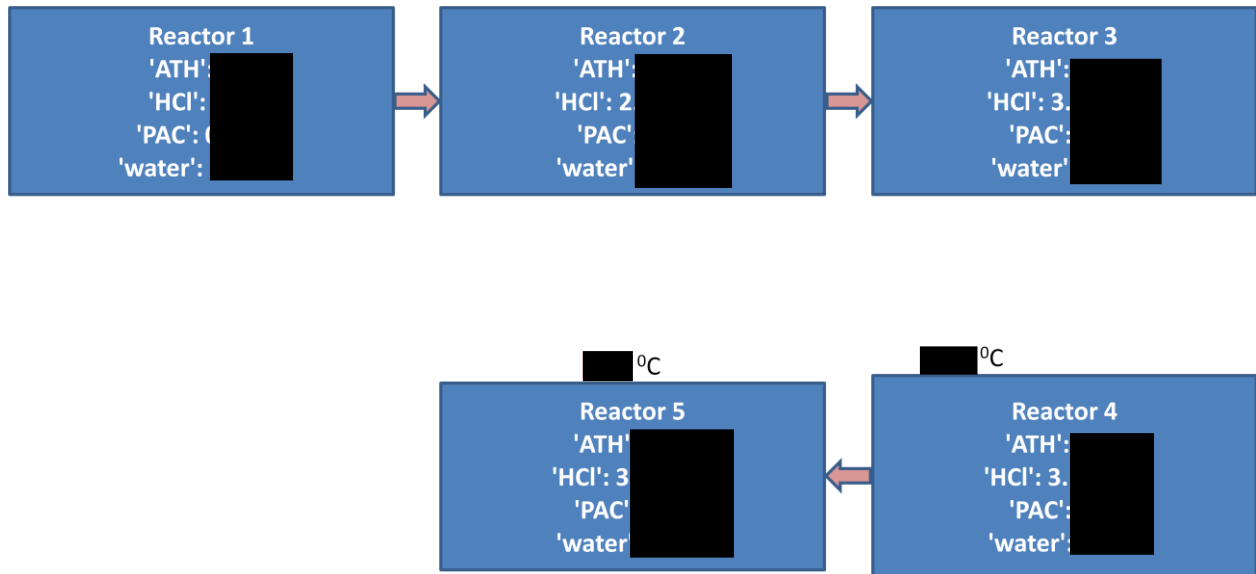 Reactor 1
'ATH':
'HCl':
'PAC':
'water':
Reactor 2
'ATH'
'HCl': 2.
'PAC'
'water'
Reactor 3
'ATH':
'HCl': 3.
'PAC':
'water'
⁰C
Reactor 5
'ATH'
'HCl': 3
'PAC'
'water'
⁰C
Reactor 4
'ATH':
'HCl': 3.
'PAC':
'water':